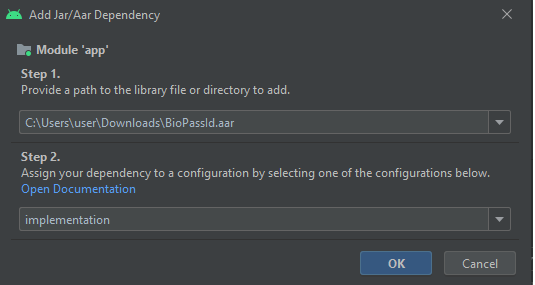 Add Jar/Aar Dependency
Module 'app'
Step 1.
Provide a path to the library file or directory to add.
C:\Users\user\Downloads\BioPassId.aar
Step 2.
Assign your dependency to a configuration by selecting one of the configurations below.
Open Documentation
implementation
OK
Cancel